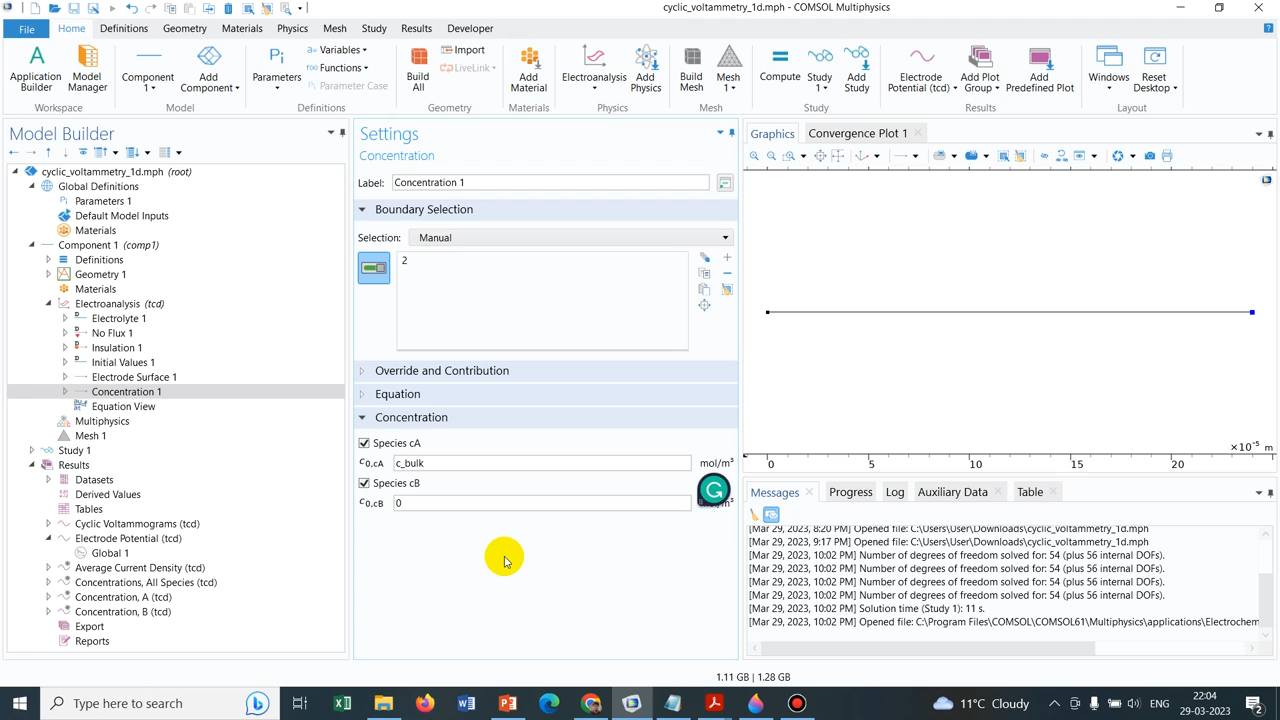 cyclic_voltammetry_1d.mph - COMSOL Multiphysics
File Home Definitions Geometry Materials Physics Mesh Study Results Developer
Application Builder
Model Manager
Workspace
Component 1
Add Component
Model
Parameters
Variables
Functions
Parameter Case
Definitions
Build All
Import
LiveLink
Geometry
Add Material
Materials
Electroanalysis
Add Physics
Physics
Build Mesh
Mesh 1
Mesh
Compute
Study 1
Add Study
Study
Electrode Potential (tcd)
Add Plot Group
Add Predefined Plot
Results
Windows
Reset Desktop
Layout
Model Builder
cyclic_voltammetry_1d.mph (root)
Global Definitions
Parameters 1
Default Model Inputs
Materials
Component 1 (comp1)
Definitions
Geometry 1
Materials
Electroanalysis (tcd)
Electrolyte 1
No Flux 1
Insulation 1
Initial Values 1
Electrode Surface 1
Concentration 1
Equation View
Multiphysics
Mesh 1
Study 1
Results
Datasets
Derived Values
Tables
Cyclic Voltammograms (tcd)
Electrode Potential (tcd)
Global 1
Average Current Density (tcd)
Concentrations, All Species (tcd)
Concentration, A (tcd)
Concentration, B (tcd)
Export
Reports
Settings
Concentration
Label: Concentration 1
Boundary Selection
Selection: Manual
2
Override and Contribution
Equation
Concentration
Species cA
c0,cA c_bulk mol/m³
Species cB
c0,cB 0
Graphics Convergence Plot 1
×10⁻⁵ m
0 5 10 15 20
Messages Progress Log Auxiliary Data Table
[Mar 29, 2023, 8:20 PM] Opened file: C:\Users\User\Downloads\cyclic_voltammetry_1d.mph
[Mar 29, 2023, 9:17 PM] Opened file: C:\Users\User\Downloads\cyclic_voltammetry_1d.mph
[Mar 29, 2023, 10:02 PM] Number of degrees of freedom solved for: 54 (plus 56 internal DOFs).
[Mar 29, 2023, 10:02 PM] Number of degrees of freedom solved for: 54 (plus 56 internal DOFs).
[Mar 29, 2023, 10:02 PM] Number of degrees of freedom solved for: 54 (plus 56 internal DOFs).
[Mar 29, 2023, 10:02 PM] Number of degrees of freedom solved for: 54 (plus 56 internal DOFs).
[Mar 29, 2023, 10:02 PM] Solution time (Study 1): 11 s.
[Mar 29, 2023, 10:02 PM] Opened file: C:\Program Files\COMSOL\COMSOL61\Multiphysics\applications\Electrochem
1.11 GB | 1.28 GB
Type here to search
11°C Cloudy
ENG
22:04
29-03-2023
2